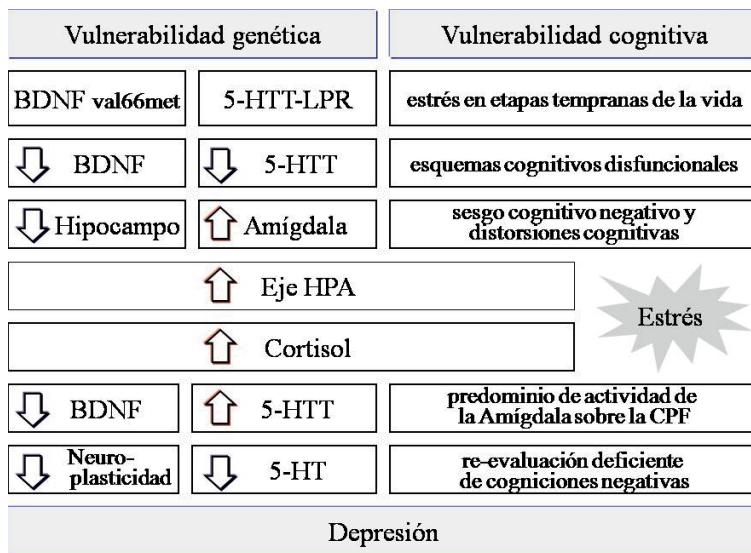 Vulnerabilidad genética
Vulnerabilidad cognitiva
BDNF val66met
5-HTT-LPR
estrés en etapas tempranas de la vida
BDNF
5-HTT
esquemas cognitivos disfuncionales
Hipocampo
Amígdala
sesgo cognitivo negativo y
distorsiones cognitivas
Eje HPA
Estrés
Cortisol
BDNF
5-HTT
predominio de actividad de
la Amígdala sobre la CPF
Neuro-
plasticidad
5-HT
re-evaluación deficiente
de cogniciones negativas
Depresión